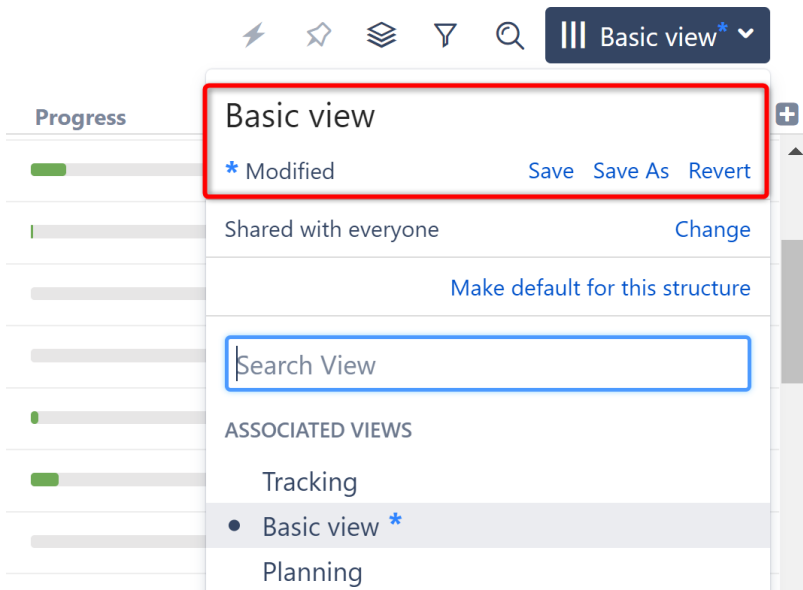 Basic view*
Progress
Basic view
* Modified Save Save As Revert
Shared with everyone Change
Make default for this structure
Search View
ASSOCIATED VIEWS
Tracking
Basic view *
Planning